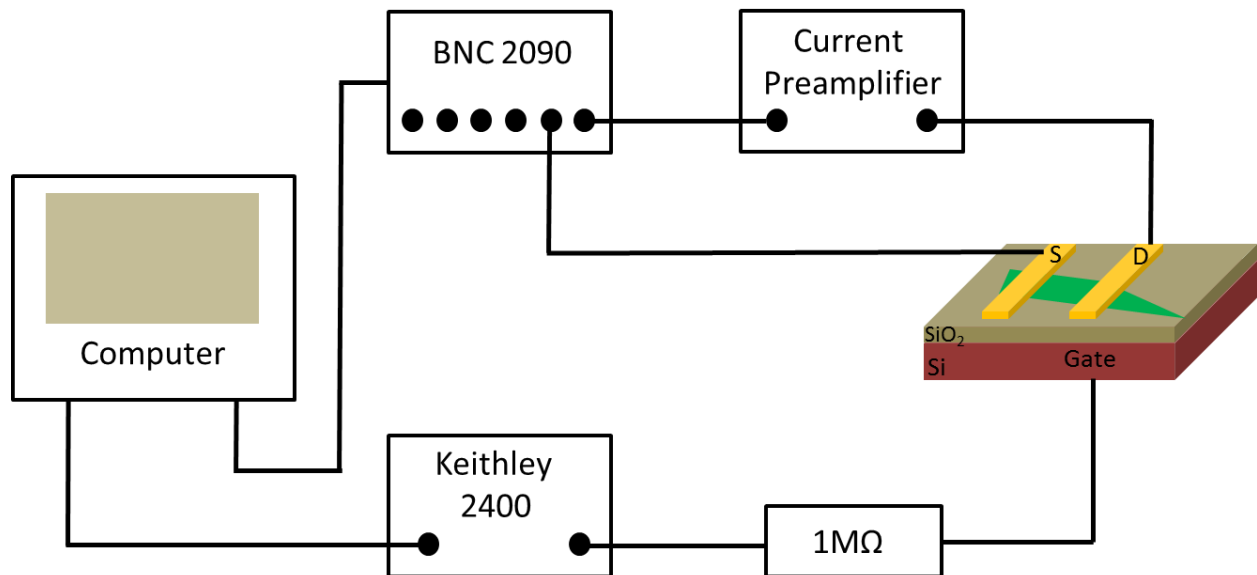 BNC 2090
Current
Preamplifier
Computer
S
D
SiO₂
Si
Gate
Keithley
2400
1MΩ